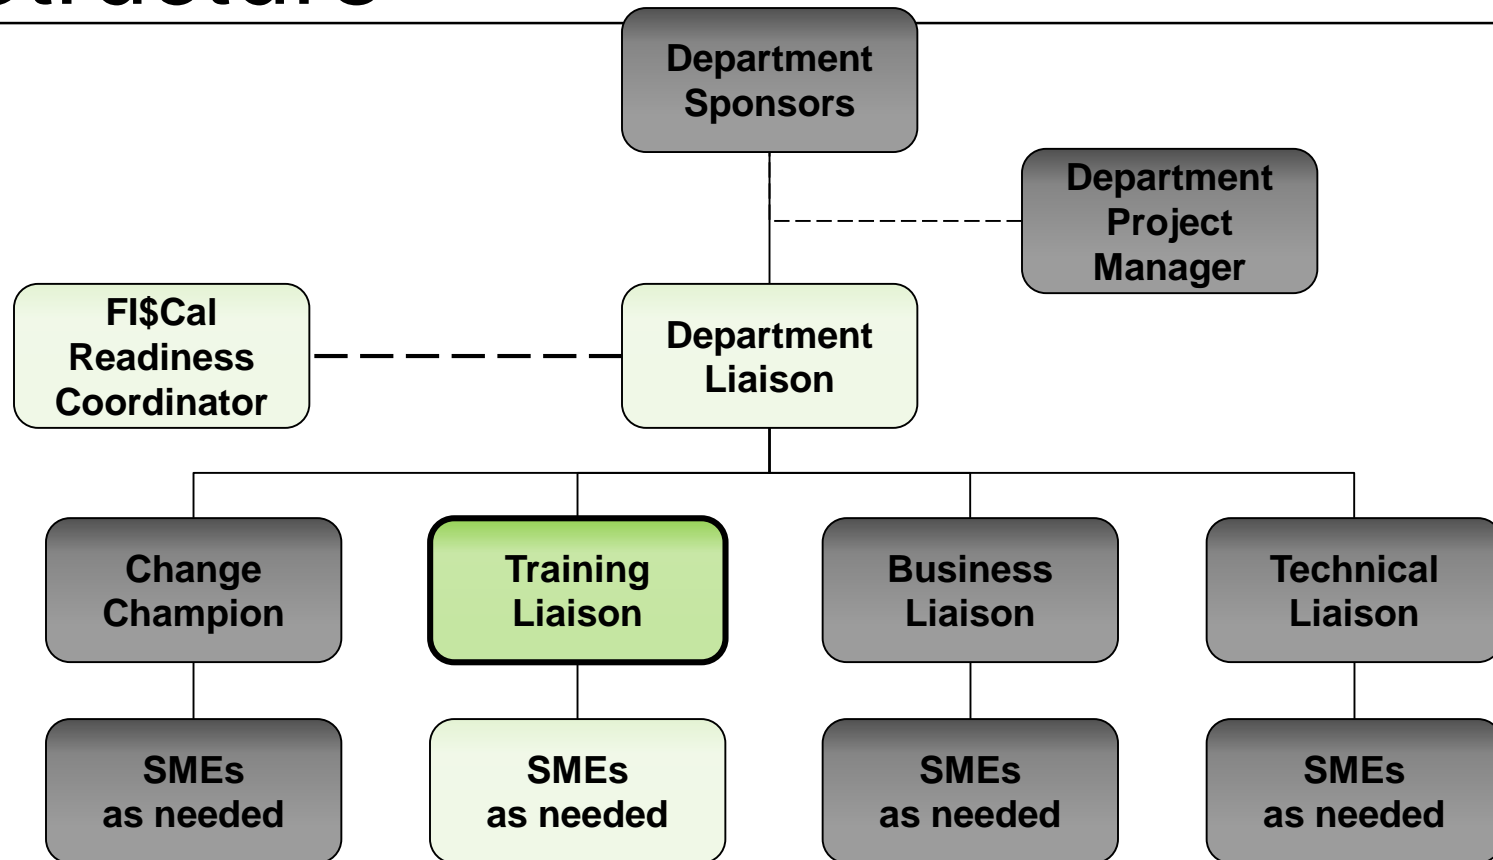 Structure
Department
Sponsors
Department
Project
Manager
FI$Cal
Readiness
Coordinator
Department
Liaison
Change
Champion
Training
Liaison
Business
Liaison
Technical
Liaison
SMEs
as needed
SMEs
as needed
SMEs
as needed
SMEs
as needed